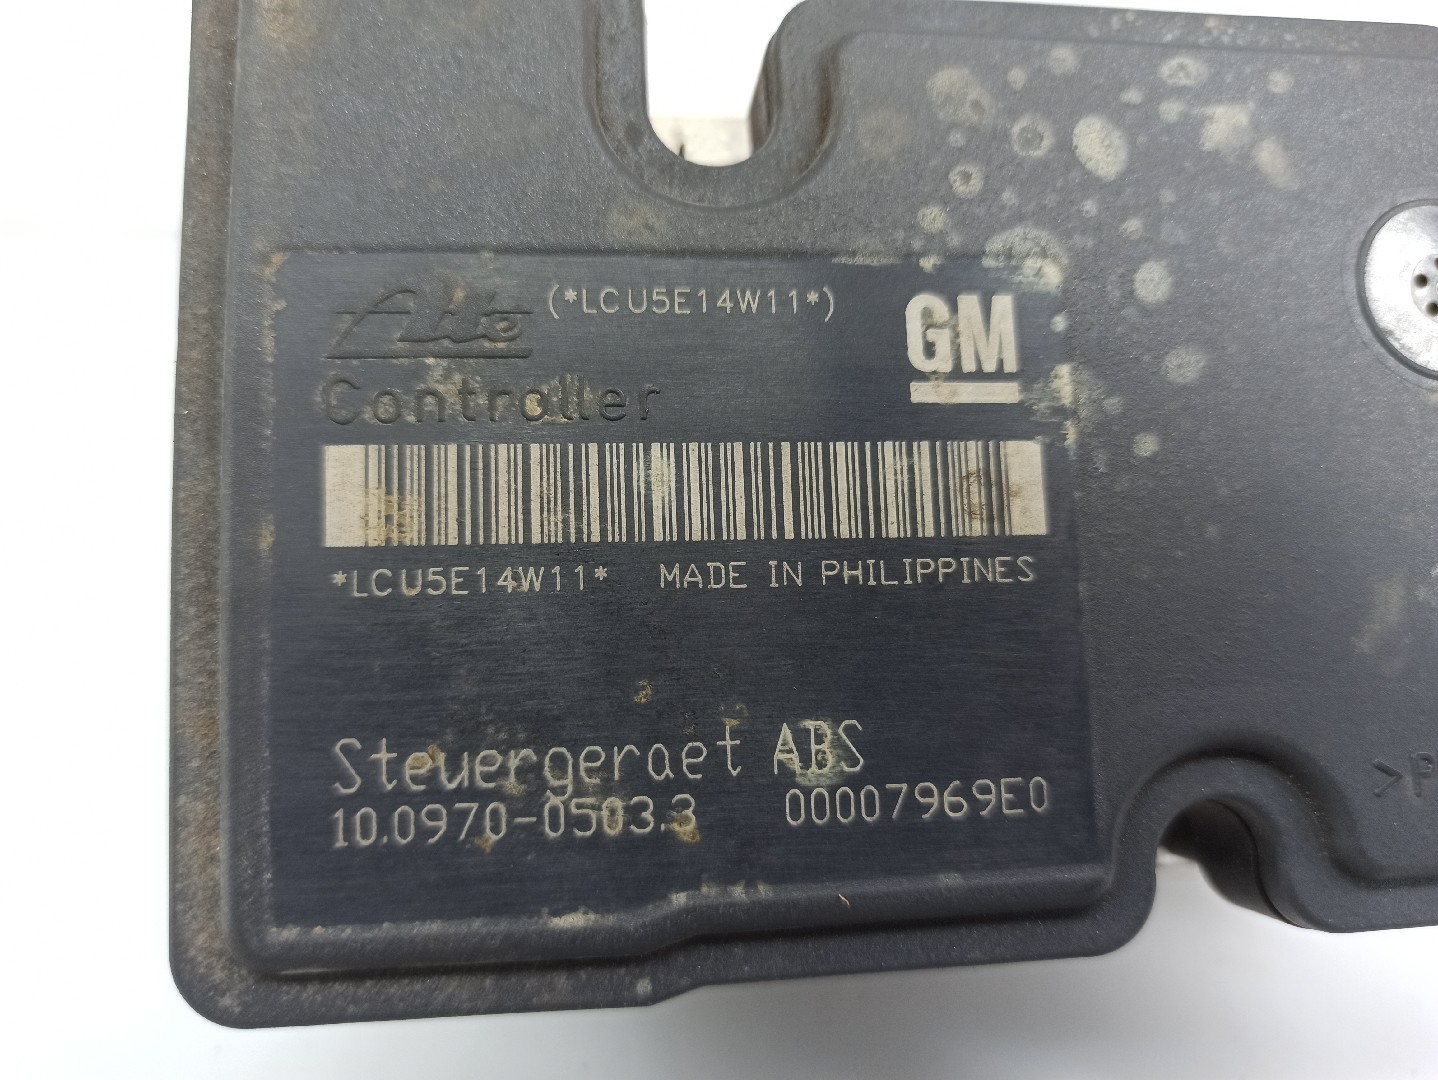 Ate (*LCU5E14W11*) GM
Controller
*LCU5E14W11* MADE IN PHILIPPINES
Steuergeraet ABS
10.0970-0503.3 00007969E0
>P